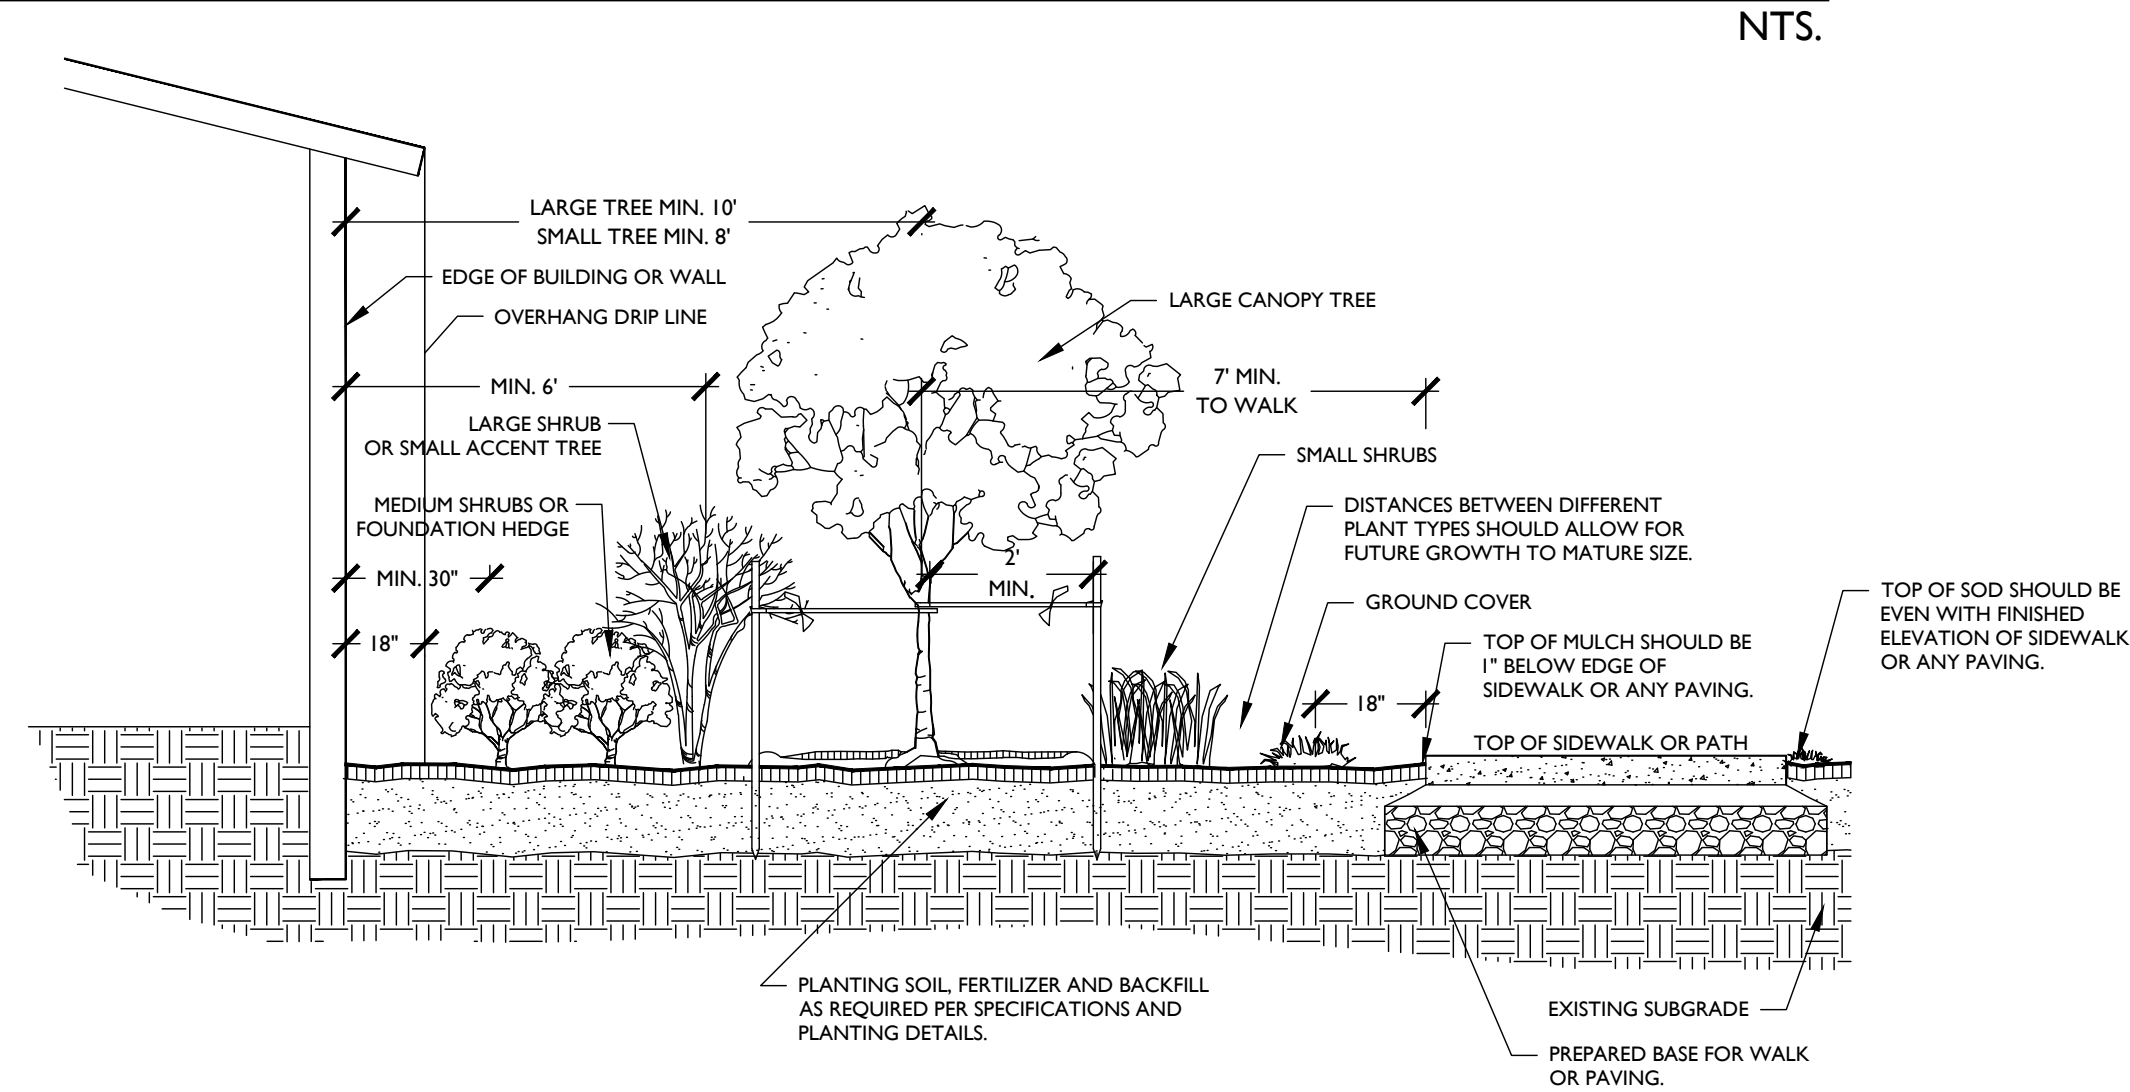 NTS.
LARGE TREE MIN. 10'
SMALL TREE MIN. 8'
EDGE OF BUILDING OR WALL
OVERHANG DRIP LINE
LARGE CANOPY TREE
MIN. 6'
7' MIN.
TO WALK
LARGE SHRUB
OR SMALL ACCENT TREE
SMALL SHRUBS
MEDIUM SHRUBS OR
FOUNDATION HEDGE
DISTANCES BETWEEN DIFFERENT
PLANT TYPES SHOULD ALLOW FOR
FUTURE GROWTH TO MATURE SIZE.
MIN. 30"
2'
MIN.
GROUND COVER
TOP OF SOD SHOULD BE
EVEN WITH FINISHED
ELEVATION OF SIDEWALK
OR ANY PAVING.
18"
TOP OF MULCH SHOULD BE
1" BELOW EDGE OF
SIDEWALK OR ANY PAVING.
18"
TOP OF SIDEWALK OR PATH
PLANTING SOIL, FERTILIZER AND BACKFILL
AS REQUIRED PER SPECIFICATIONS AND
PLANTING DETAILS.
EXISTING SUBGRADE
PREPARED BASE FOR WALK
OR PAVING.